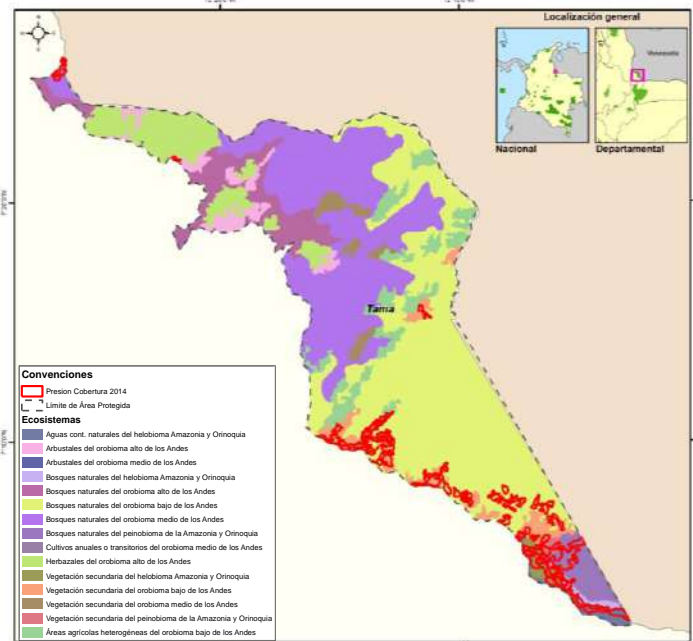 Localización general
Venezuela
Nacional
Departamental
Tama
Convenciones
Presion Cobertura 2014
Limite de Área Protegida
Ecosistemas
Aguas cont. naturales del helobioma Amazonia y Orinoquia
Arbustales del orobioma alto de los Andes
Arbustales del orobioma medio de los Andes
Bosques naturales del helobioma Amazonia y Orinoquia
Bosques naturales del orobioma alto de los Andes
Bosques naturales del orobioma bajo de los Andes
Bosques naturales del orobioma medio de los Andes
Bosques naturales del peinobioma de la Amazonia y Orinoquia
Cultivos anuales o transitorios del orobioma medio de los Andes
Herbazales del orobioma alto de los Andes
Vegetación secundaria del helobioma Amazonia y Orinoquia
Vegetación secundaria del orobioma bajo de los Andes
Vegetación secundaria del orobioma medio de los Andes
Vegetación secundaria del peinobioma de la Amazonia y Orinoquia
Áreas agrícolas heterogéneas del orobioma bajo de los Andes